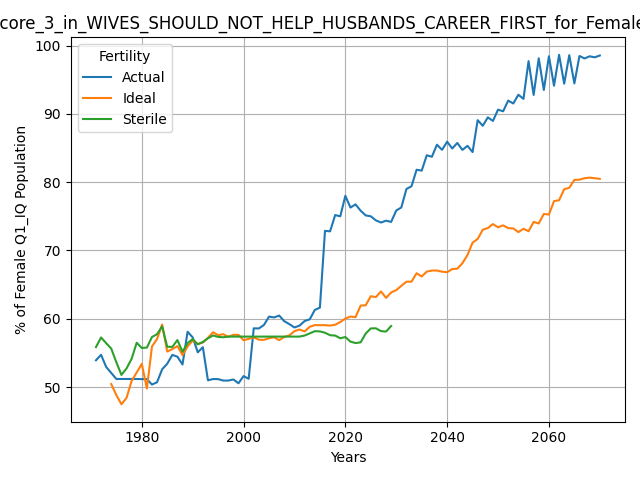 core_3_in_WIVES_SHOULD_NOT_HELP_HUSBANDS_CAREER_FIRST_for_Female
Fertility
Actual
Ideal
Sterile
% of Female Q1_IQ Population
100
90
80
70
60
50
1980
2000
2020
2040
2060
Years